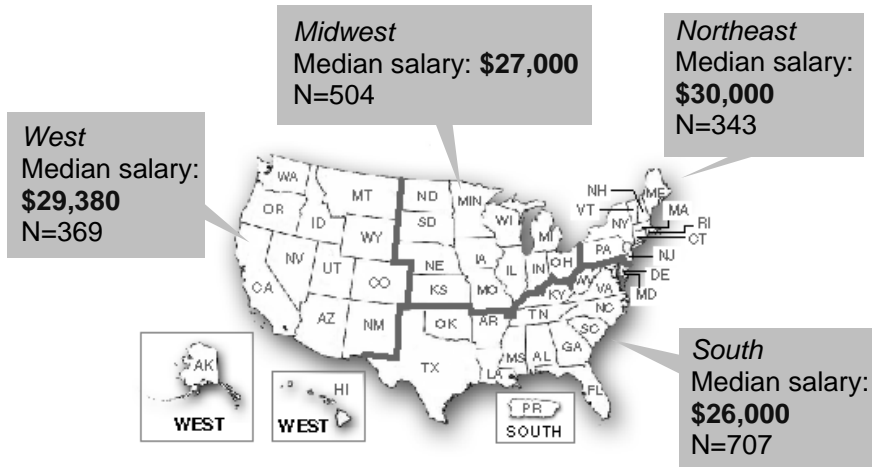 Midwest
Median salary: $27,000
N=504
Northeast
Median salary:
$30,000
N=343
West
Median salary:
$29,380
N=369
South
Median salary:
$26,000
N=707
WA
MT
ND
MIN
OR
ID
WY
SD
WI
MI
NH
VT
ME
NY
MA
RI
CT
NV
UT
CO
NE
KS
IA
IL
IN
OH
PA
NJ
DE
MD
CA
AZ
NM
OK
MO
AR
KY
WV
VA
TN
NC
SC
TX
LA
MS
AL
GA
FL
AK
WEST
HI
WEST
PR
SOUTH